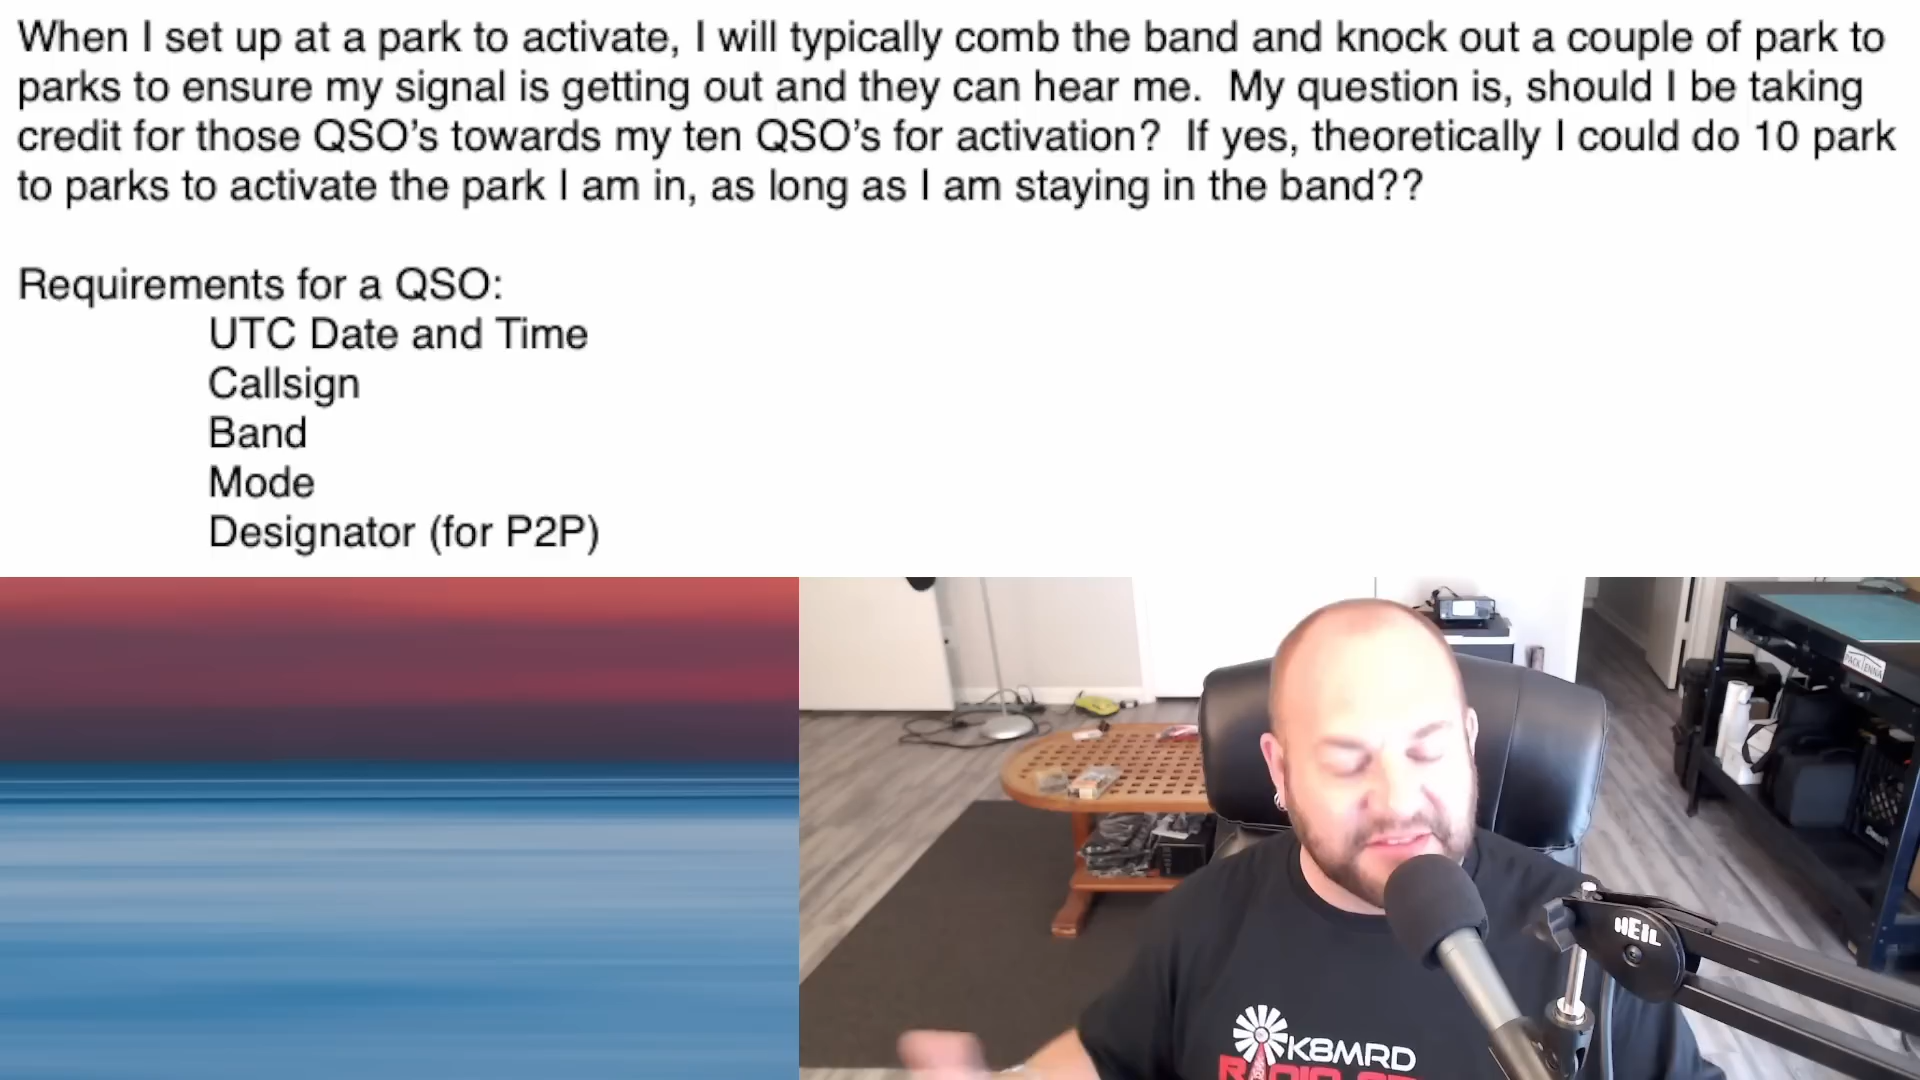 When I set up at a park to activate, I will typically comb the band and knock out a couple of park to
parks to ensure my signal is getting out and they can hear me.  My question is, should I be taking
credit for those QSO’s towards my ten QSO’s for activation?  If yes, theoretically I could do 10 park
to parks to activate the park I am in, as long as I am staying in the band??
Requirements for a QSO:
UTC Date and Time
Callsign
Band
Mode
Designator (for P2P)
PACKTENNA
HEIL
K8MRD